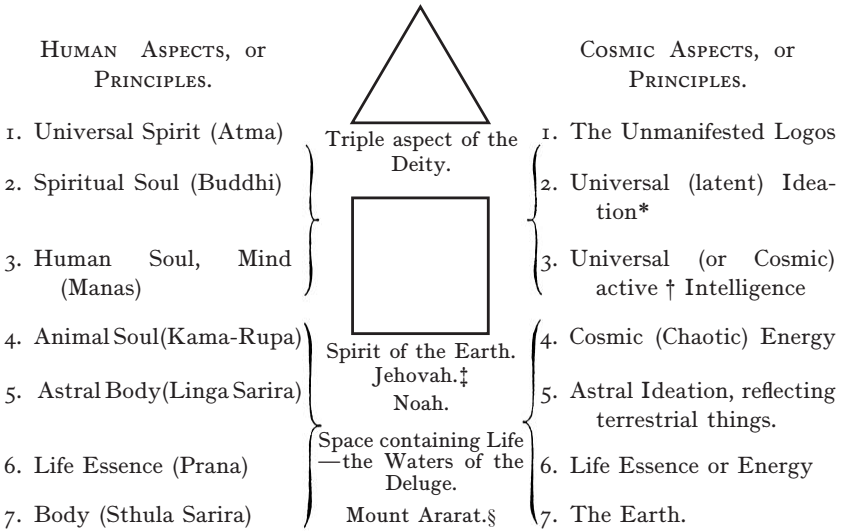 Human Aspects, or
Principles.
1. Universal Spirit (Atma)
2. Spiritual Soul (Buddhi)
3. Human Soul, Mind
(Manas)
4. Animal Soul(Kama-Rupa)
5. Astral Body(Linga Sarira)
6. Life Essence (Prana)
7. Body (Sthula Sarira)
Triple aspect of the
Deity.
Spirit of the Earth.
Jehovah.‡
Noah.
Space containing Life
—the Waters of the
Deluge.
Mount Ararat.§
Cosmic Aspects, or
Principles.
1. The Unmanifested Logos
2. Universal (latent) Idea-
tion*
3. Universal (or Cosmic)
active † Intelligence
4. Cosmic (Chaotic) Energy
5. Astral Ideation, reflecting
terrestrial things.
6. Life Essence or Energy
7. The Earth.